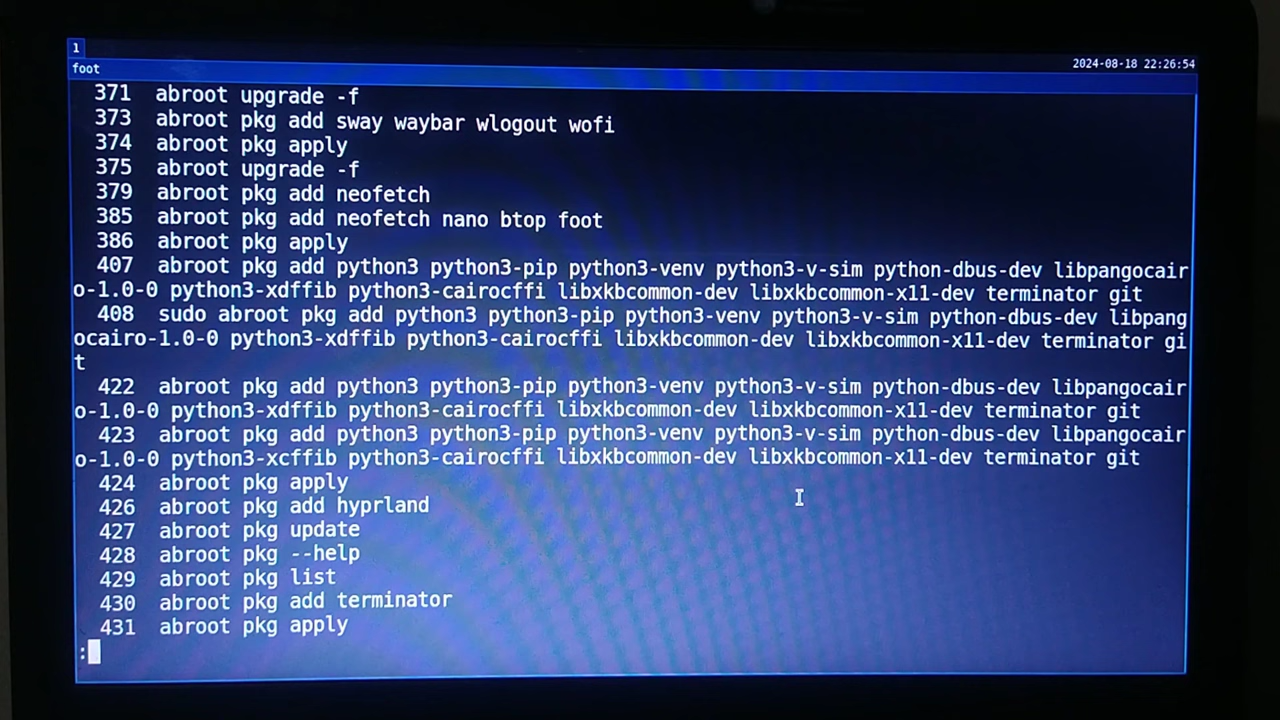 1
2024-08-18 22:26:54
foot
371 abroot upgrade -f
373 abroot pkg add sway waybar wlogout wofi
374 abroot pkg apply
375 abroot upgrade -f
379 abroot pkg add neofetch
385 abroot pkg add neofetch nano btop foot
386 abroot pkg apply
407 abroot pkg add python3 python3-pip python3-venv python3-v-sim python-dbus-dev libpangocair
o-1.0-0 python3-xdffib python3-cairocffi libxkbcommon-dev libxkbcommon-x11-dev terminator git
408 sudo abroot pkg add python3 python3-pip python3-venv python3-v-sim python-dbus-dev libpang
ocairo-1.0-0 python3-xdffib python3-cairocffi libxkbcommon-dev libxkbcommon-x11-dev terminator gi
t
422 abroot pkg add python3 python3-pip python3-venv python3-v-sim python-dbus-dev libpangocair
o-1.0-0 python3-xdffib python3-cairocffi libxkbcommon-dev libxkbcommon-x11-dev terminator git
423 abroot pkg add python3 python3-pip python3-venv python3-v-sim python-dbus-dev libpangocair
o-1.0-0 python3-xcffib python3-cairocffi libxkbcommon-dev libxkbcommon-x11-dev terminator git
424 abroot pkg apply
426 abroot pkg add hyprland
427 abroot pkg update
428 abroot pkg --help
429 abroot pkg list
430 abroot pkg add terminator
431 abroot pkg apply
: